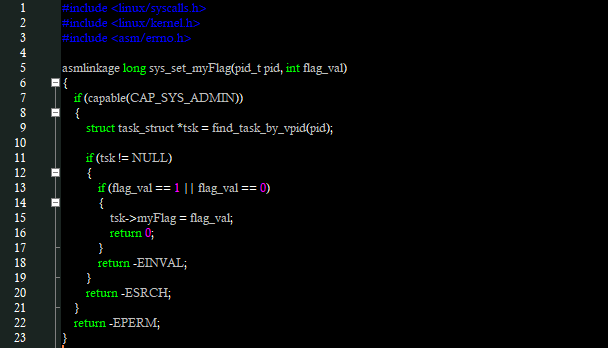 1 #include <linux/syscalls.h>
2 #include <linux/kernel.h>
3 #include <asm/errno.h>
4
5 asmlinkage long sys_set_myFlag(pid_t pid, int flag_val)
6 {
7 if (capable(CAP_SYS_ADMIN))
8 {
9 struct task_struct *tsk = find_task_by_vpid(pid);
10
11 if (tsk != NULL)
12 {
13 if (flag_val == 1 || flag_val == 0)
14 {
15 tsk->myFlag = flag_val;
16 return 0;
17 }
18 return -EINVAL;
19 }
20 return -ESRCH;
21 }
22 return -EPERM;
23 }